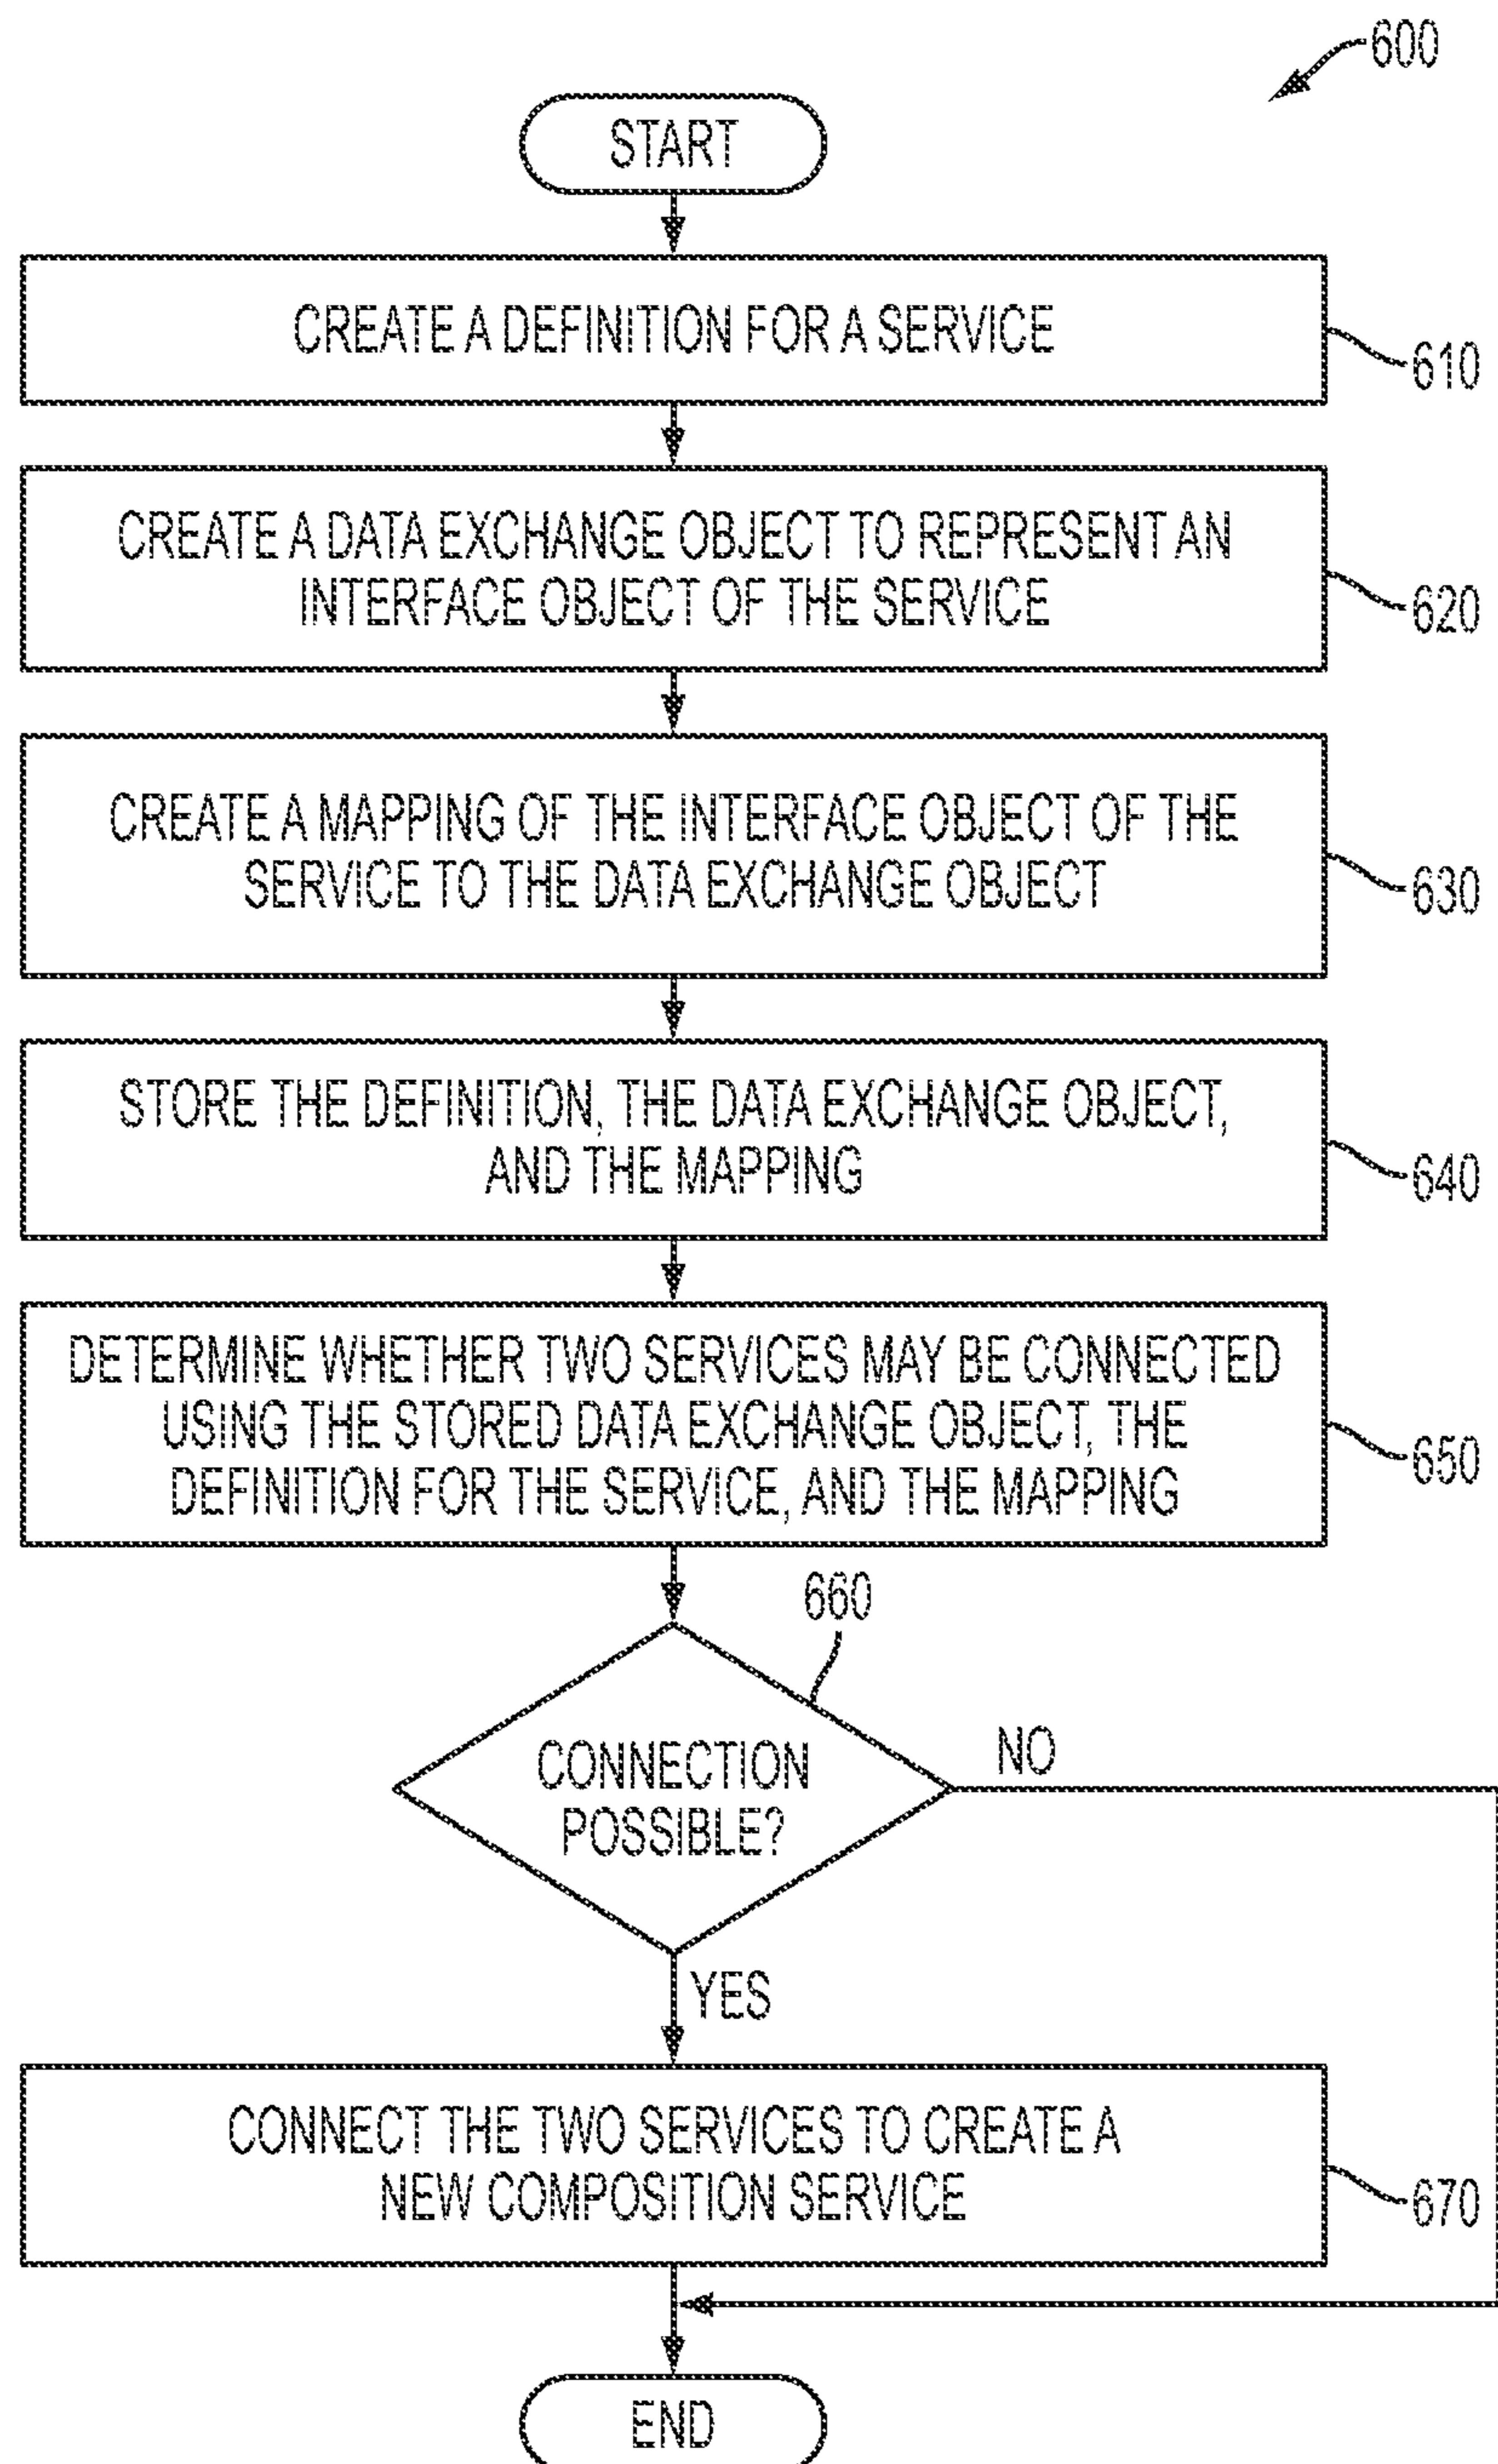 600
START
CREATE A DEFINITION FOR A SERVICE
610
CREATE A DATA EXCHANGE OBJECT TO REPRESENT AN
INTERFACE OBJECT OF THE SERVICE
620
CREATE A MAPPING OF THE INTERFACE OBJECT OF THE
SERVICE TO THE DATA EXCHANGE OBJECT
630
STORE THE DEFINITION, THE DATA EXCHANGE OBJECT,
AND THE MAPPING
640
DETERMINE WHETHER TWO SERVICES MAY BE CONNECTED
USING THE STORED DATA EXCHANGE OBJECT, THE
DEFINITION FOR THE SERVICE, AND THE MAPPING
650
660
CONNECTION
POSSIBLE?
NO
YES
CONNECT THE TWO SERVICES TO CREATE A
NEW COMPOSITION SERVICE
670
END